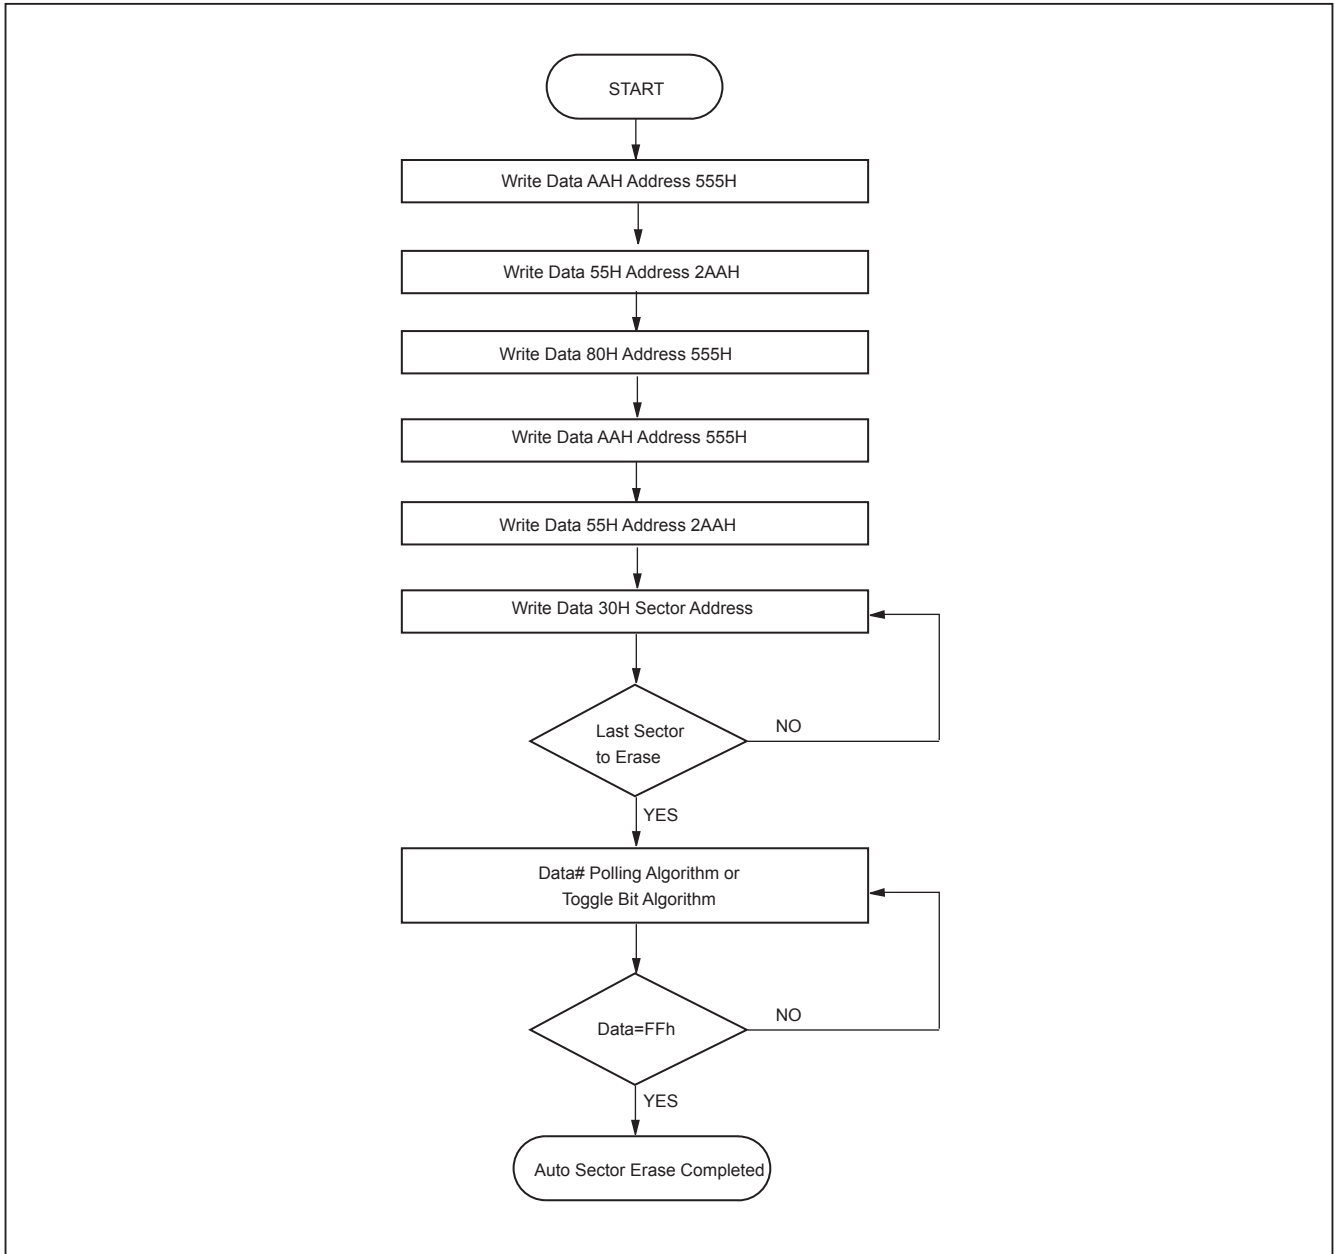 START
Write Data AAH Address 555H
Write Data 55H Address 2AAH
Write Data 80H Address 555H
Write Data AAH Address 555H
Write Data 55H Address 2AAH
Write Data 30H Sector Address
Last Sector
to Erase
NO
YES
Data# Polling Algorithm or
Toggle Bit Algorithm
Data=FFh
NO
YES
Auto Sector Erase Completed